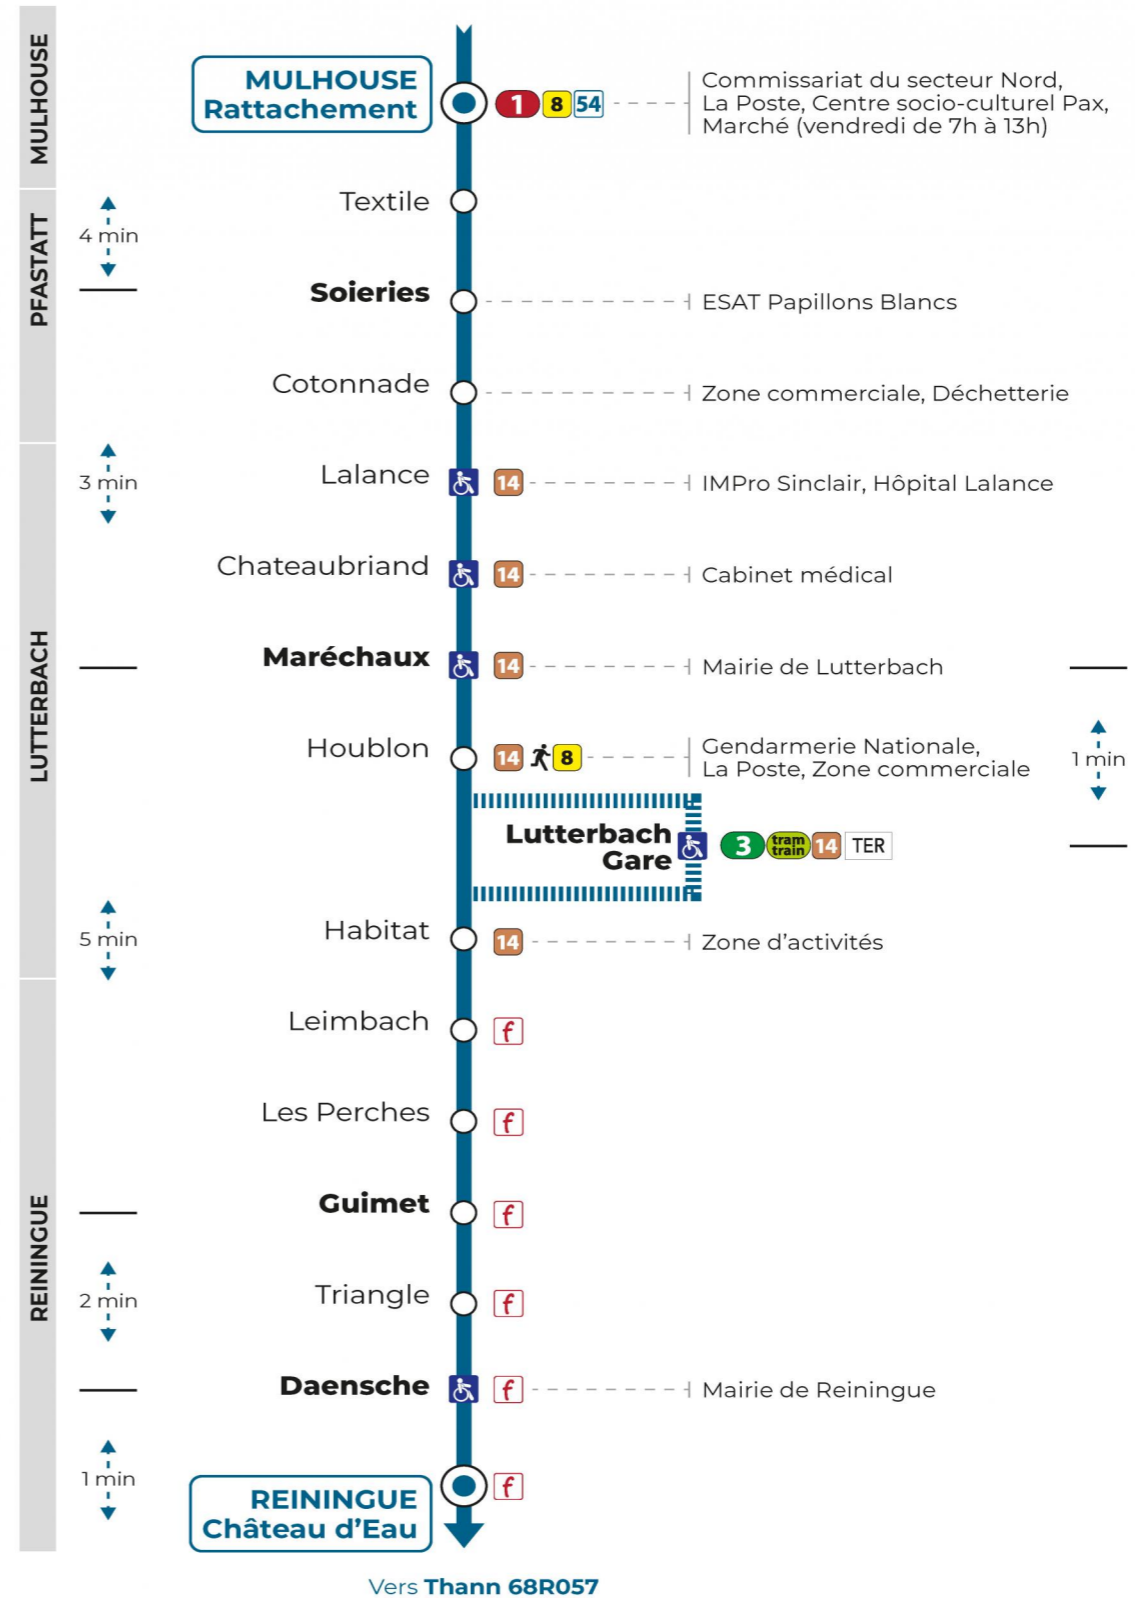 MULHOUSE
MULHOUSE
Rattachement
1 8 54
Commissariat du secteur Nord,
La Poste, Centre socio-culturel Pax,
Marché (vendredi de 7h à 13h)
PFASTATT
Textile
4 min
Soieries
ESAT Papillons Blancs
Cotonnade
Zone commerciale, Déchetterie
LUTTERBACH
Lalance
14
IMPro Sinclair, Hôpital Lalance
3 min
Chateaubriand
14
Cabinet médical
Maréchaux
14
Mairie de Lutterbach
Houblon
14 8
Gendarmerie Nationale,
La Poste, Zone commerciale
1 min
Lutterbach
Gare
3 tram train 14 TER
5 min
Habitat
14
Zone d’activités
REININGUE
Leimbach
f
Les Perches
f
Guimet
f
2 min
Triangle
f
Daensche
f
Mairie de Reiningue
1 min
REININGUE
Château d’Eau
f
Vers Thann 68R057